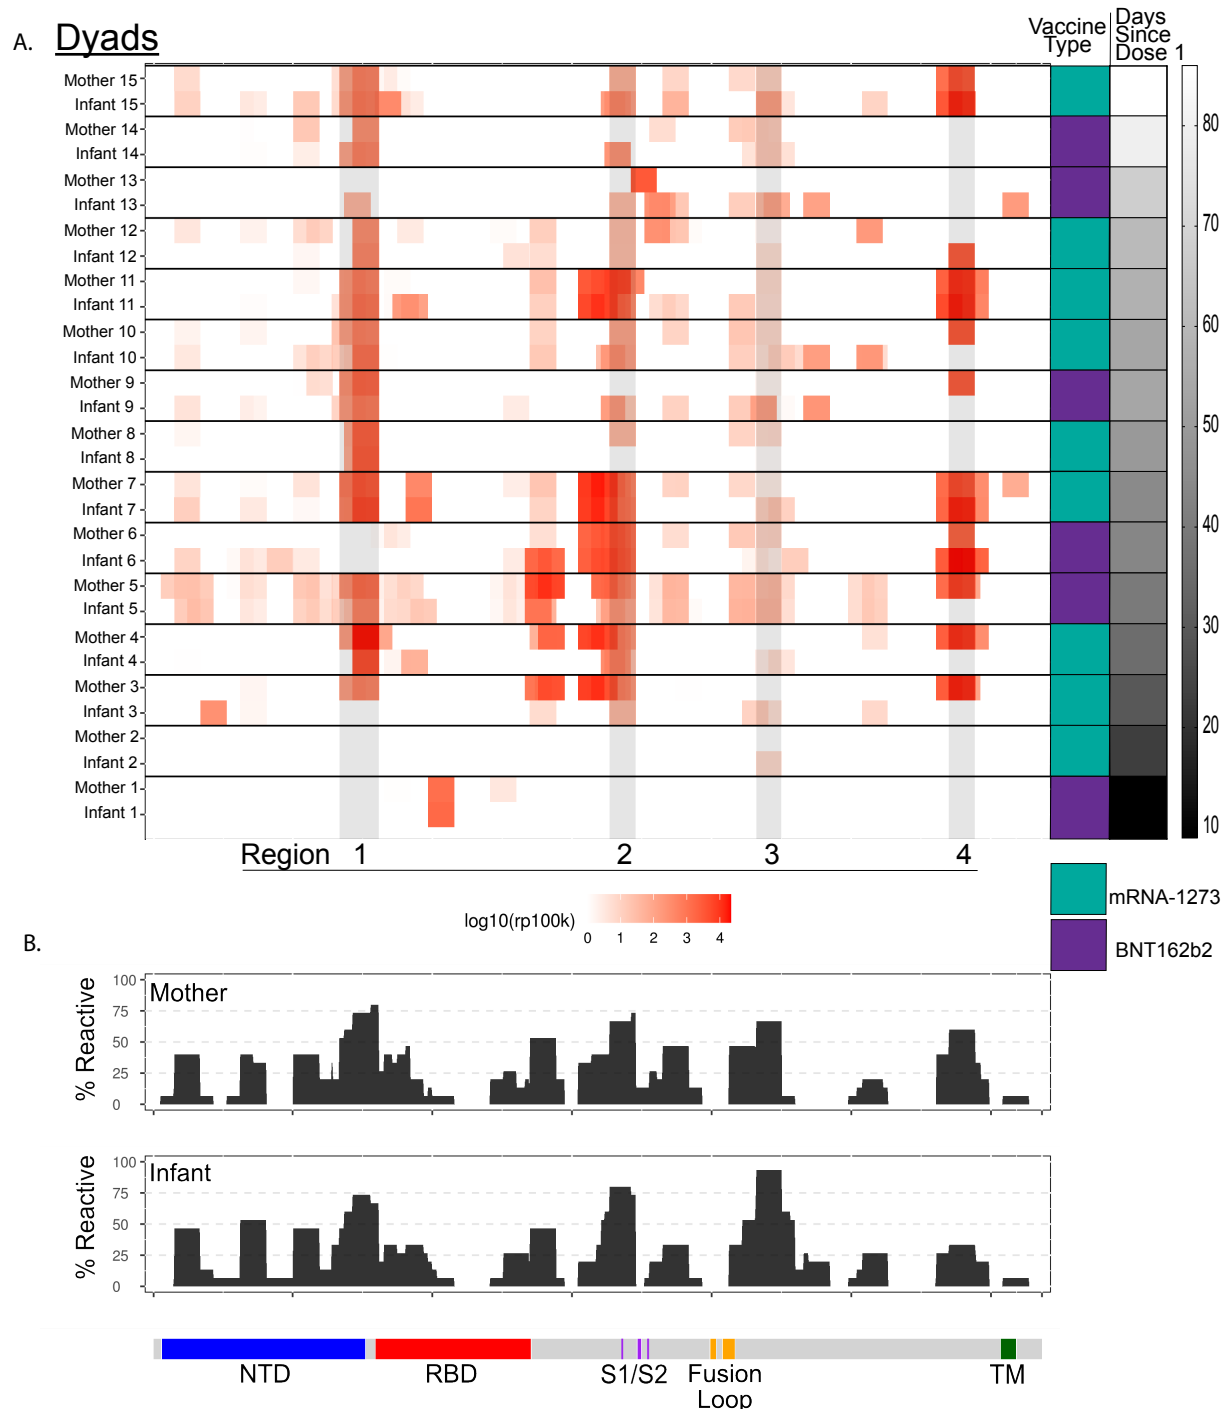 A. Dyads
Vaccine
Type
Days
Since
Dose 1
Mother 15
Infant 15
Mother 14
Infant 14
Mother 13
Infant 13
Mother 12
Infant 12
Mother 11
Infant 11
Mother 10
Infant 10
Mother 9
Infant 9
Mother 8
Infant 8
Mother 7
Infant 7
Mother 6
Infant 6
Mother 5
Infant 5
Mother 4
Infant 4
Mother 3
Infant 3
Mother 2
Infant 2
Mother 1
Infant 1
80
70
60
50
40
30
20
10
Region 1 2 3 4
log10(rp100k)
0 1 2 3 4
mRNA-1273
BNT162b2
B.
Mother
% Reactive
100
75
50
25
0
Infant
% Reactive
100
75
50
25
0
NTD RBD S1/S2 Fusion TM
Loop